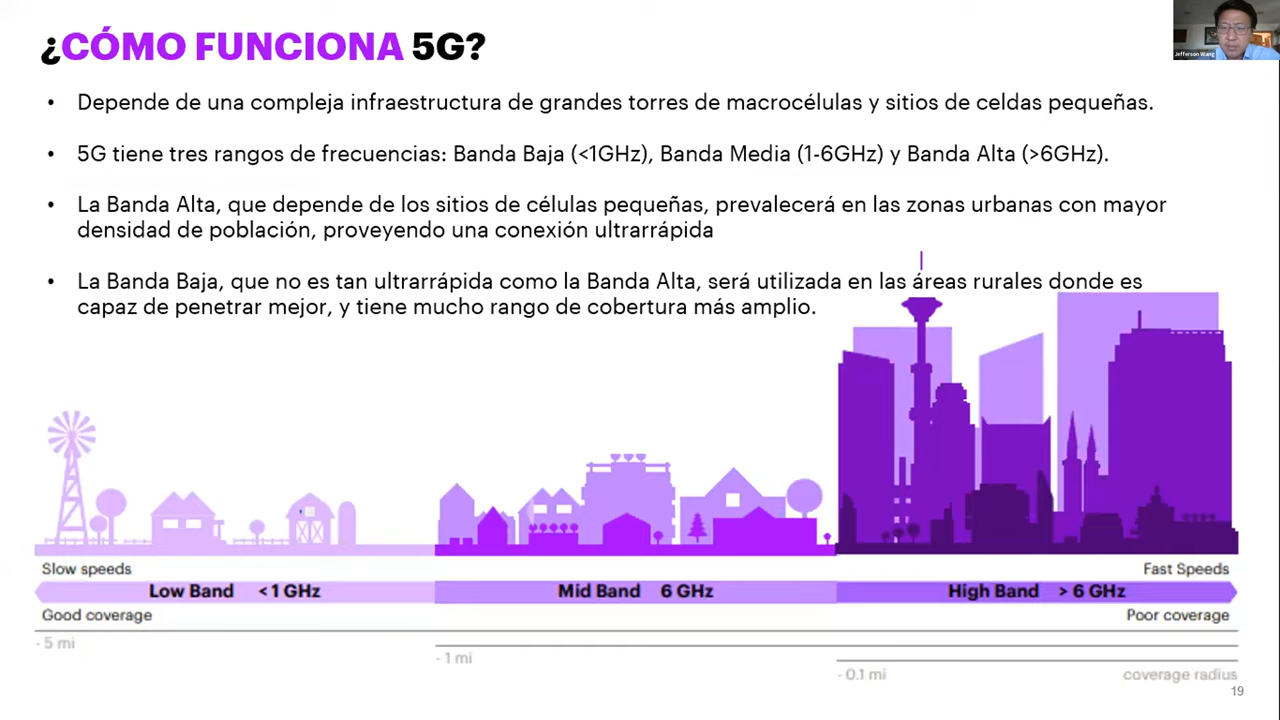 ¿CÓMO FUNCIONA 5G?
Jefferson Wang
• Depende de una compleja infraestructura de grandes torres de macrocélulas y sitios de celdas pequeñas.
• 5G tiene tres rangos de frecuencias: Banda Baja (<1GHz), Banda Media (1-6GHz) y Banda Alta (>6GHz).
• La Banda Alta, que depende de los sitios de células pequeñas, prevalecerá en las zonas urbanas con mayor
densidad de población, proveyendo una conexión ultrarrápida
• La Banda Baja, que no es tan ultrarrápida como la Banda Alta, será utilizada en las áreas rurales donde es
capaz de penetrar mejor, y tiene mucho rango de cobertura más amplio.
Slow speeds Fast Speeds
Low Band <1 GHz Mid Band 6 GHz High Band > 6 GHz
Good coverage Poor coverage
- 5 mi
- 1 mi
- 0.1 mi coverage radius
19